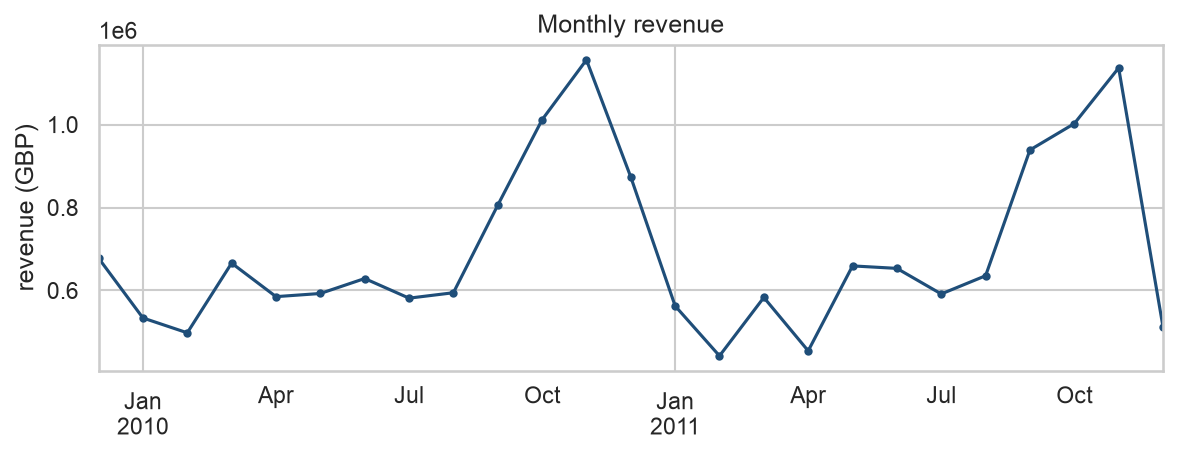 Monthly revenue
1e6
revenue (GBP)
1.0
0.8
0.6
Jan Apr Jul Oct Jan Apr Jul Oct
2010 2011